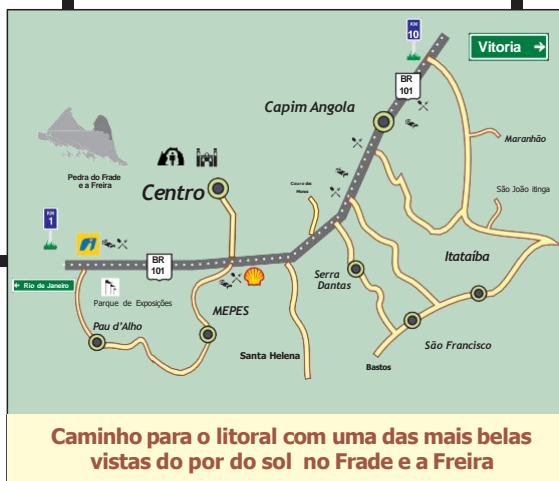 KM
10
Vitoria →
BR
101
Capim Angola
Maranhão
Pedra do Frade
e a Freira
Centro
São João Itinga
KM
1
BR
101
Itataíba
← Rio de Janeiro
Parque de Exposições
Serra
Dantas
MEPES
Pau d'Alho
São Francisco
Santa Helena
Bastos
Caminho para o litoral com uma das mais belas
vistas do por do sol no Frade e a Freira